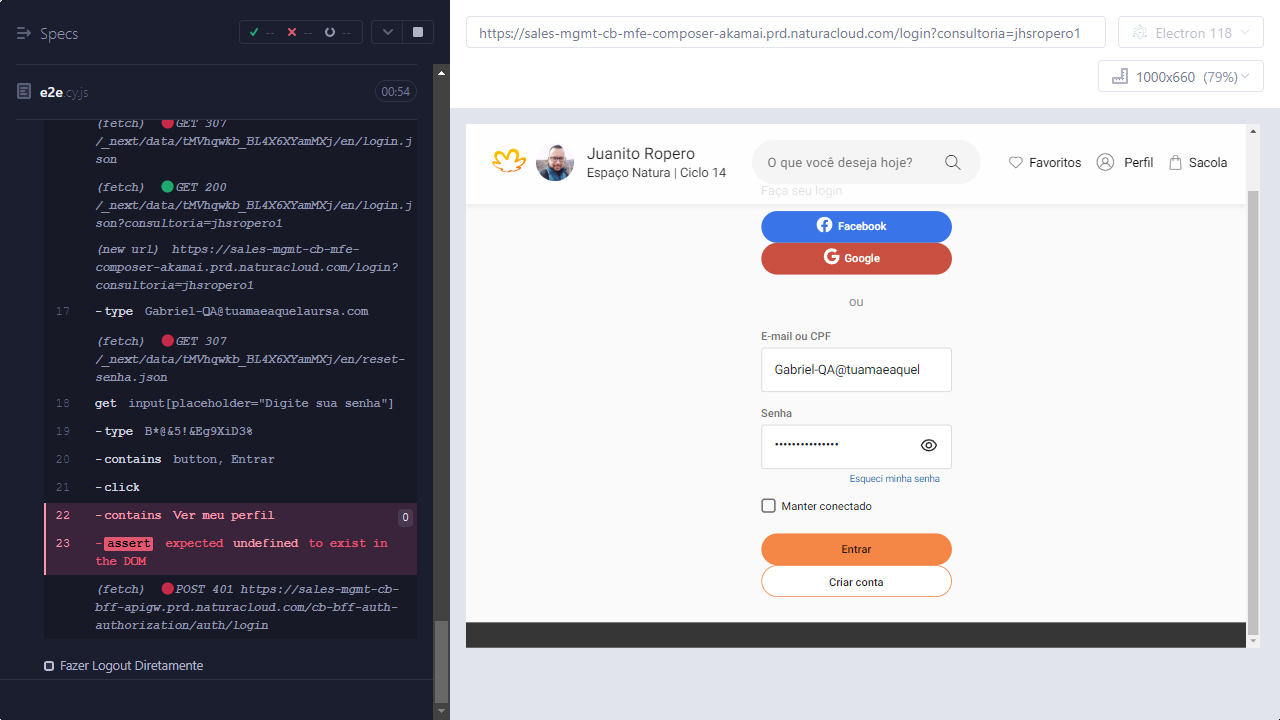 Specs
--
--
--
https://sales-mgmt-cb-mfe-composer-akamai.prd.naturacloud.com/login?consultoria=jhsropero1
Electron 118
1000x660 (79%)
e2e.cy.js
00:54
(fetch) GET 307
/_next/data/tMVhqwkb_BL4X6XYamMXj/en/login.j
son
(fetch) GET 200
/_next/data/tMVhqwkb_BL4X6XYamMXj/en/login.j
son?consultoria=jhsropero1
(new url) https://sales-mgmt-cb-mfe-
composer-akamai.prd.naturacloud.com/login?
consultoria=jhsropero1
17 -type Gabriel-QA@tuamaeaquelaursa.com
(fetch) GET 307
/_next/data/tMVhqwkb_BL4X6XYamMXj/en/reset-
senha.json
18 get input[placeholder="Digite sua senha"]
19 -type B*@&5!&Eg9XiD3%
20 -contains button, Entrar
21 -click
22 -contains Ver meu perfil 0
23 -assert expected undefined to exist in
the DOM
(fetch) POST 401 https://sales-mgmt-cb-
bff-apigw.prd.naturacloud.com/cb-bff-auth-
authorization/auth/login
Fazer Logout Diretamente
Juanito Ropero
Espaço Natura | Ciclo 14
O que você deseja hoje?
Favoritos
Perfil
Sacola
Faça seu login
Facebook
Google
ou
E-mail ou CPF
Gabriel-QA@tuamaeaquel
Senha
•••••••••••••••
Esqueci minha senha
Manter conectado
Entrar
Criar conta